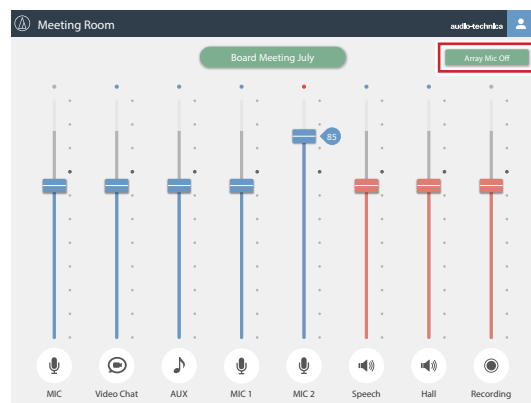 Meeting Room
audio-technica
Board Meeting July
Array Mic Off
85
MIC
Video Chat
AUX
MIC 1
MIC 2
Speech
Hall
Recording